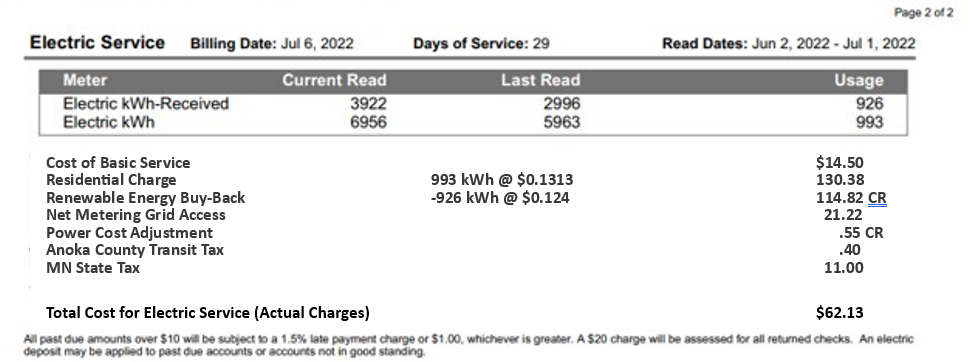 Page 2 of 2
Electric Service Billing Date: Jul 6, 2022 Days of Service: 29 Read Dates: Jun 2, 2022 - Jul 1, 2022
Meter Current Read Last Read Usage
Electric kWh-Received 3922 2996 926
Electric kWh 6956 5963 993
Cost of Basic Service $14.50
Residential Charge 993 kWh @ $0.1313 130.38
Renewable Energy Buy-Back -926 kWh @ $0.124 114.82 CR
Net Metering Grid Access 21.22
Power Cost Adjustment .55 CR
Anoka County Transit Tax .40
MN State Tax 11.00
Total Cost for Electric Service (Actual Charges) $62.13
All past due amounts over $10 will be subject to a 1.5% late payment charge or $1.00, whichever is greater. A $20 charge will be assessed for all returned checks. An electric
deposit may be applied to past due accounts or accounts not in good standing.